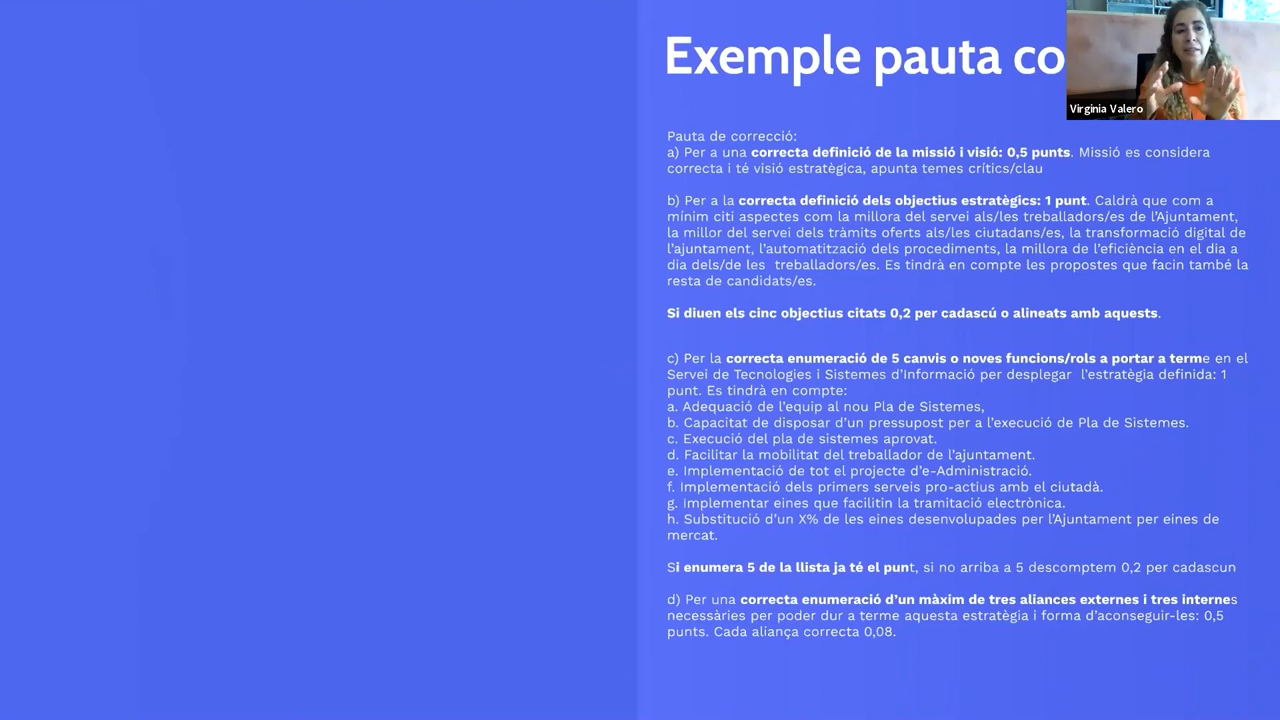 Exemple pauta co
Virginia Valero
Pauta de correcció:
a) Per a una correcta definició de la missió i visió: 0,5 punts. Missió es considera
correcta i té visió estratègica, apunta temes crítics/clau
b) Per a la correcta definició dels objectius estratègics: 1 punt. Caldrà que com a
mínim citi aspectes com la millora del servei als/les treballadors/es de l’Ajuntament,
la millor del servei dels tràmits oferts als/les ciutadans/es, la transformació digital de
l’ajuntament, l’automatització dels procediments, la millora de l’eficiència en el dia a
dia dels/de les treballadors/es. Es tindrà en compte les propostes que facin també la
resta de candidats/es.
Si diuen els cinc objectius citats 0,2 per cadascú o alineats amb aquests.
c) Per la correcta enumeració de 5 canvis o noves funcions/rols a portar a terme en el
Servei de Tecnologies i Sistemes d’Informació per desplegar l’estratègia definida: 1
punt. Es tindrà en compte:
a. Adequació de l’equip al nou Pla de Sistemes,
b. Capacitat de disposar d’un pressupost per a l’execució de Pla de Sistemes.
c. Execució del pla de sistemes aprovat.
d. Facilitar la mobilitat del treballador de l’ajuntament.
e. Implementació de tot el projecte d’e-Administració.
f. Implementació dels primers serveis pro-actius amb el ciutadà.
g. Implementar eines que facilitin la tramitació electrònica.
h. Substitució d’un X% de les eines desenvolupades per l’Ajuntament per eines de
mercat.
Si enumera 5 de la llista ja té el punt, si no arriba a 5 descomptem 0,2 per cadascun
d) Per una correcta enumeració d’un màxim de tres aliances externes i tres internes
necessàries per poder dur a terme aquesta estratègia i forma d’aconseguir-les: 0,5
punts. Cada aliança correcta 0,08.